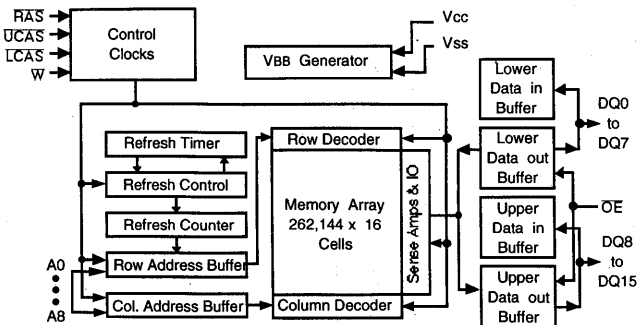 RAS
UCAS
LCAS
W
Control
Clocks
VBB Generator
Vcc
Vss
Refresh Timer
Refresh Control
Refresh Counter
Row Address Buffer
Col. Address Buffer
A0
A8
Row Decoder
Memory Array
262,144 x 16
Cells
Column Decoder
Sense Amps & IO
Lower
Data in
Buffer
Lower
Data out
Buffer
Upper
Data in
Buffer
Upper
Data out
Buffer
DQ0
to
DQ7
OE
DQ8
to
DQ15